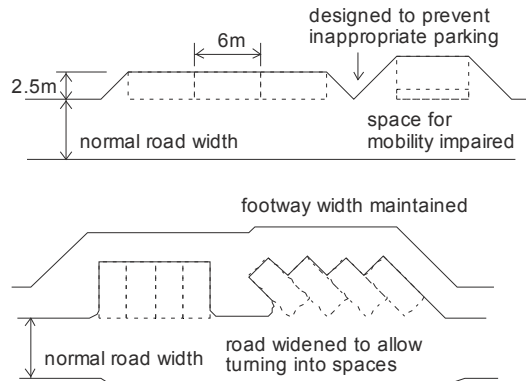 designed to prevent
inappropriate parking
6m
2.5m
normal road width
space for
mobility impaired
footway width maintained
road widened to allow
turning into spaces
normal road width